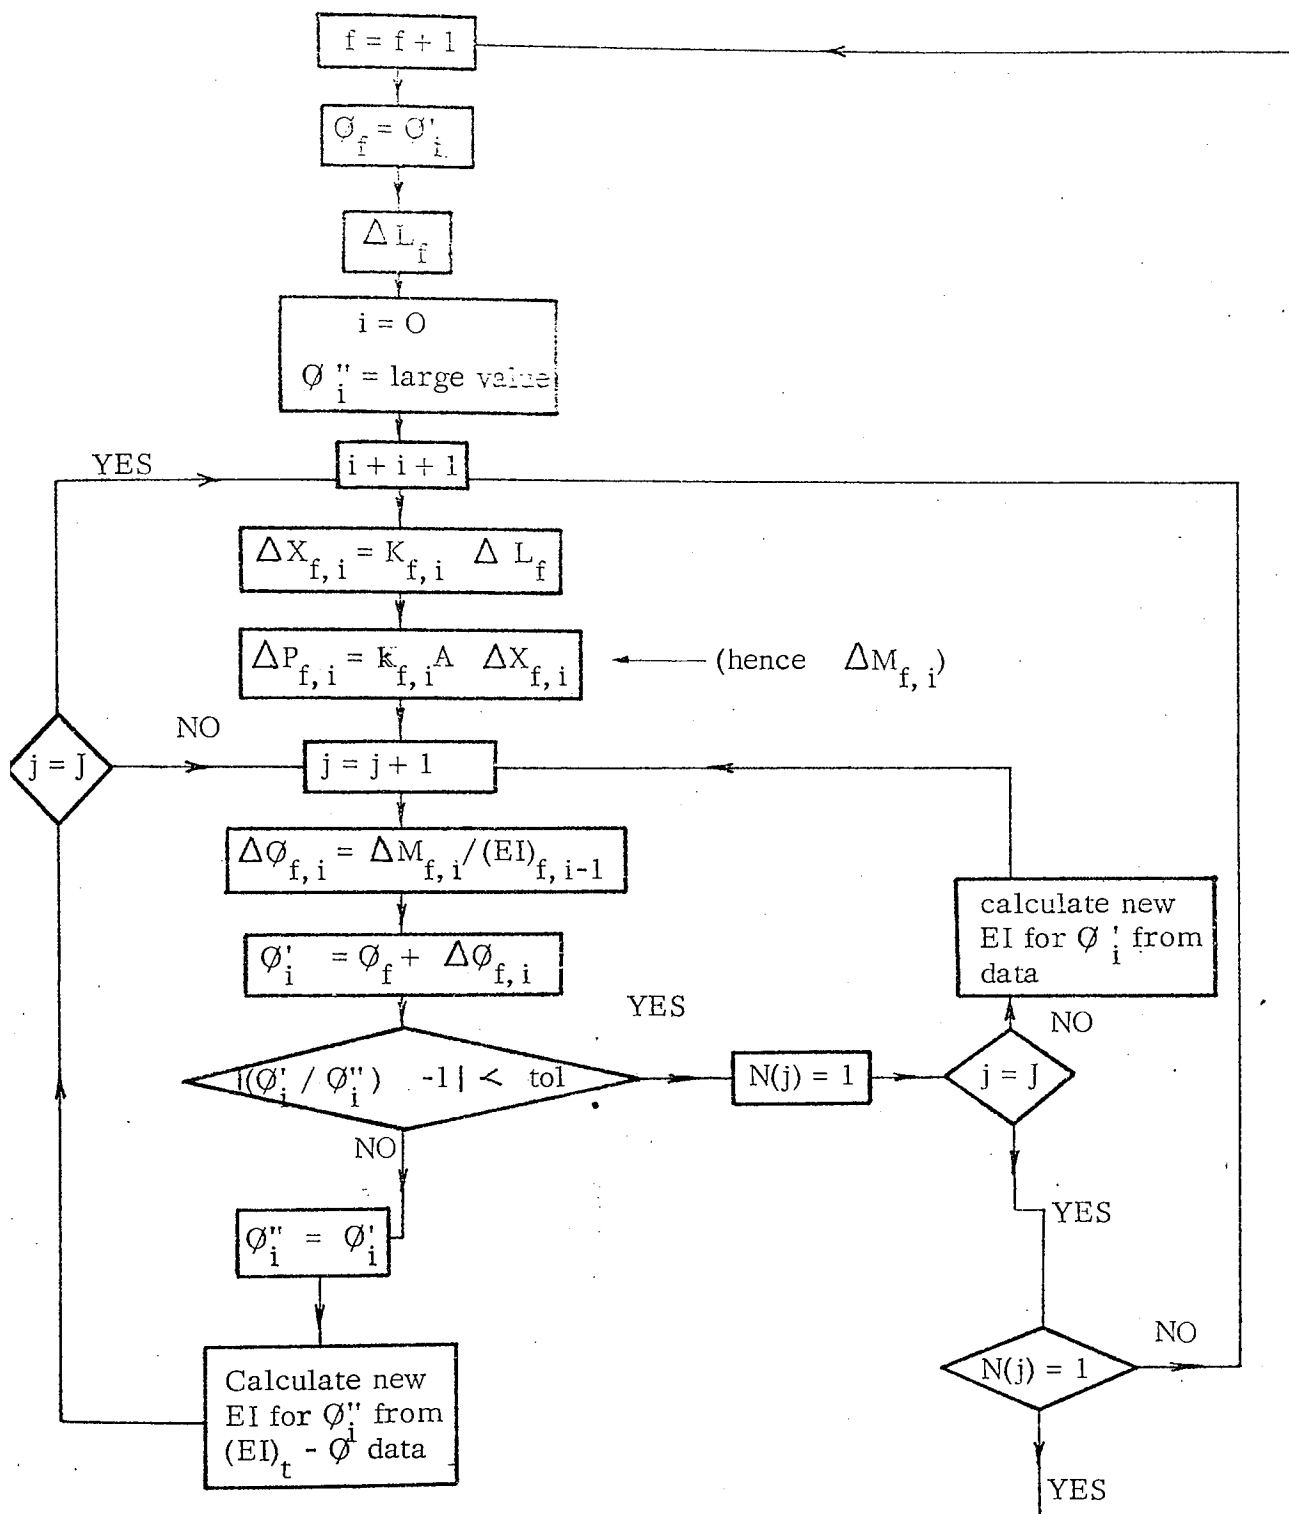 f = f + 1
Ø_f = Ø'_i
Δ L_f
i = O
Ø''_i = large value
i + i + 1
YES
ΔX_f, i = K_f, i Δ L_f
ΔP_f, i = K_f, i A ΔX_f, i
(hence ΔM_f, i)
j = J
NO
j = j + 1
ΔØ_f, i = ΔM_f, i /(EI)_f, i-1
calculate new
EI for Ø'_i from
data
Ø'_i = Ø_f + ΔØ_f, i
YES
NO
|(Ø'_i / Ø''_i) -1| < tol
N(j) = 1
j = J
NO
YES
Ø''_i = Ø'_i
N(j) = 1
NO
Calculate new
EI for Ø''_i from
(EI)_t - Ø data
YES